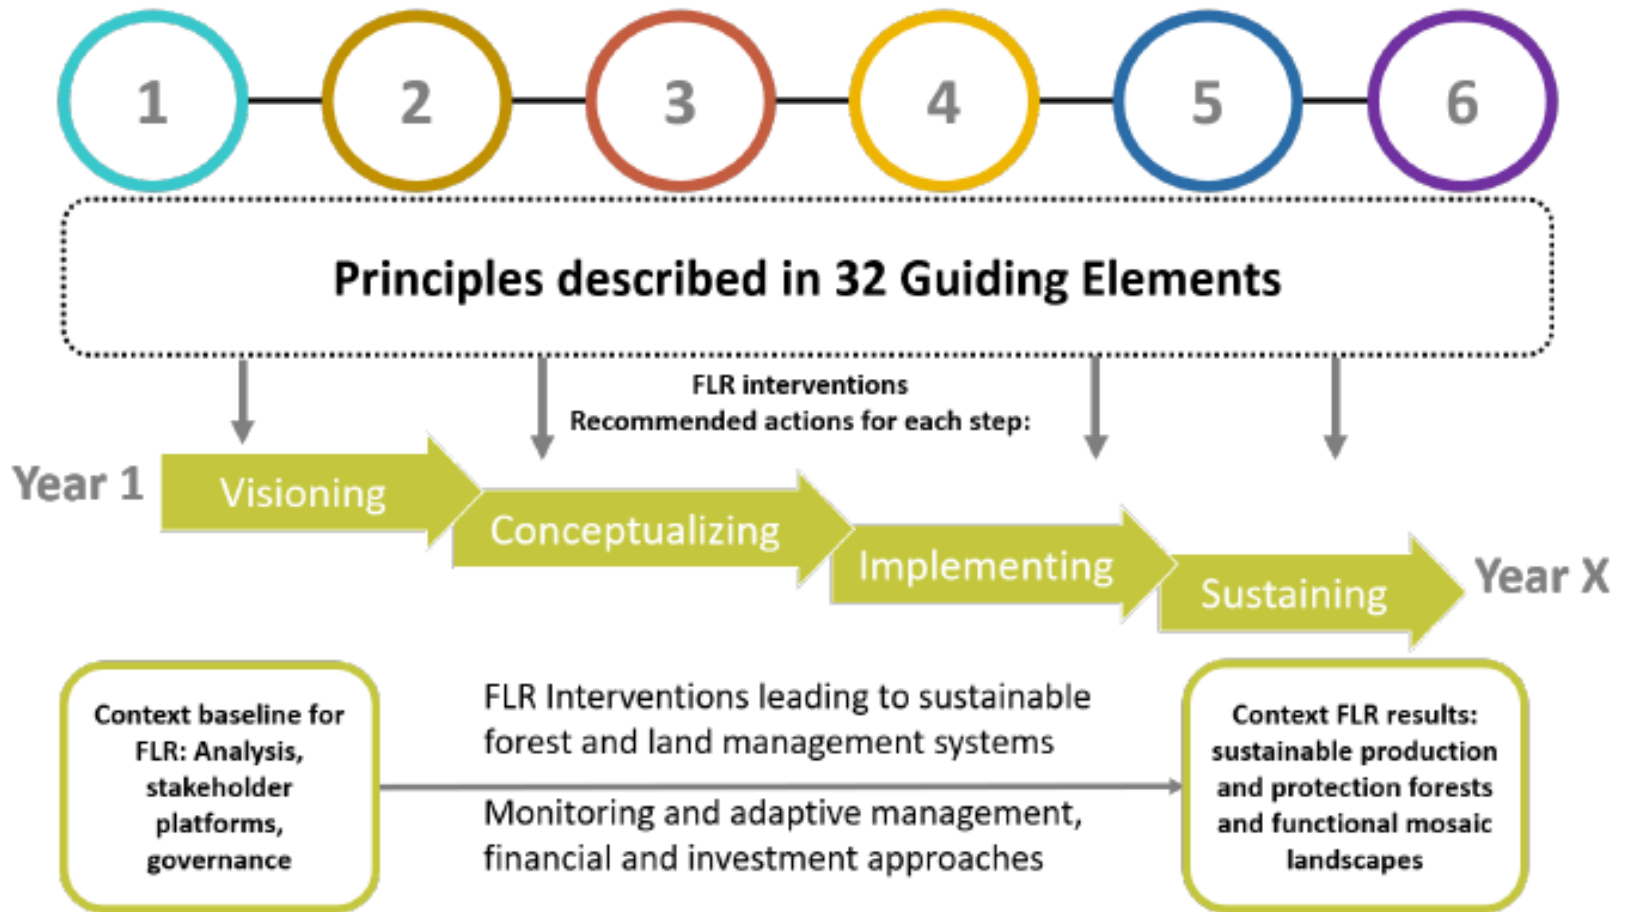 1 2 3 4 5 6
Principles described in 32 Guiding Elements
FLR interventions
Recommended actions for each step:
Year 1
Visioning
Conceptualizing
Implementing
Sustaining
Year X
Context baseline for
FLR: Analysis,
stakeholder
platforms,
governance
FLR Interventions leading to sustainable
forest and land management systems
Monitoring and adaptive management,
financial and investment approaches
Context FLR results:
sustainable production
and protection forests
and functional mosaic
landscapes